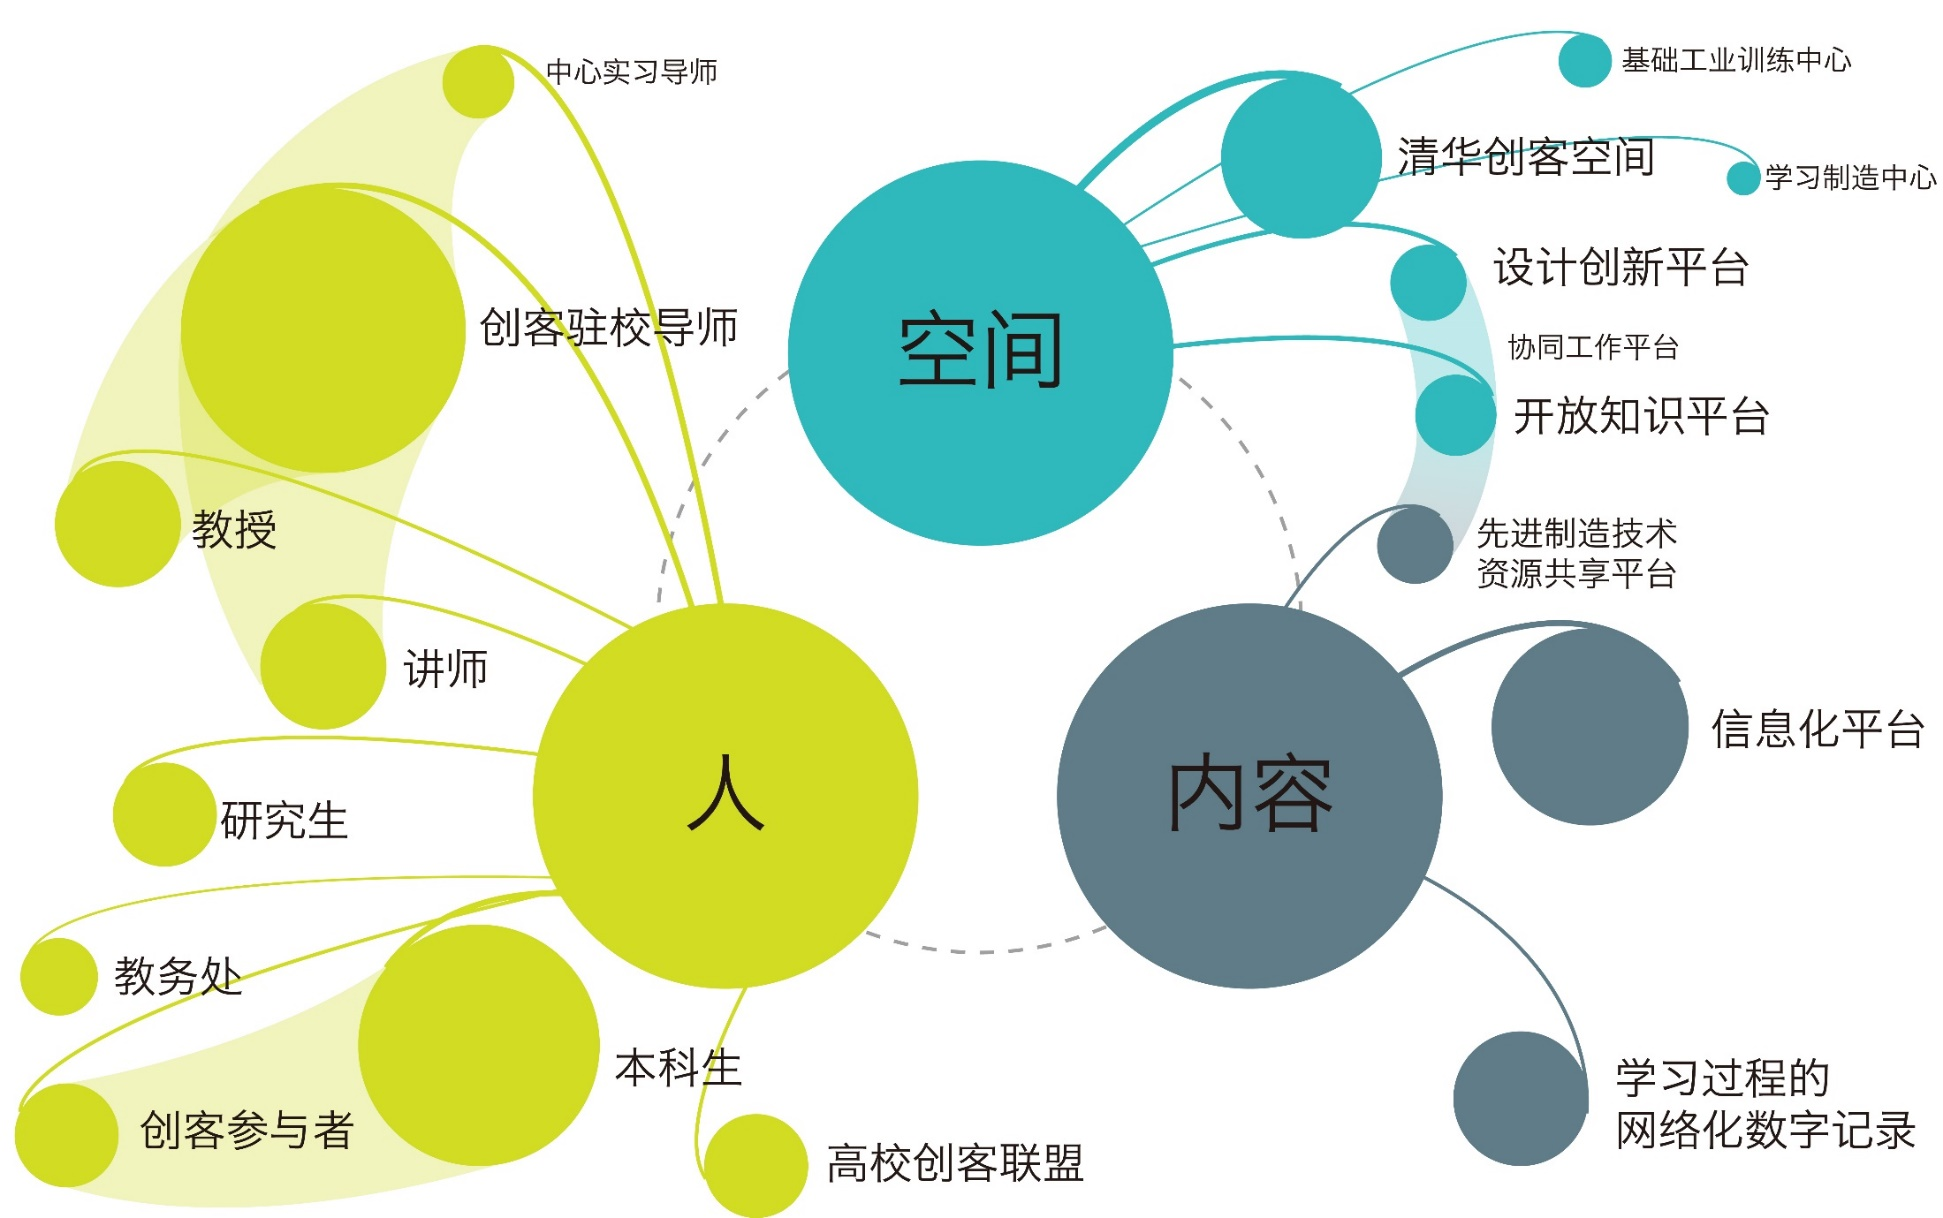 中心实习导师
创客驻校导师
教授
讲师
研究生
教务处
创客参与者
本科生
高校创客联盟
人
空间
基础工业训练中心
清华创客空间
学习制造中心
设计创新平台
协同工作平台
开放知识平台
先进制造技术
资源共享平台
内容
信息化平台
学习过程的
网络化数字记录